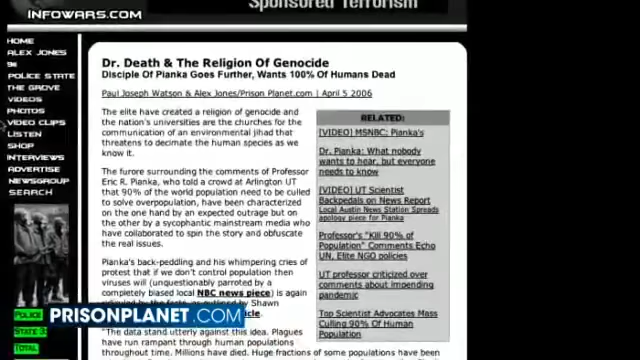 Sponsored Terrorism
INFOWARS.COM
HOME
ALEX JONES
911
POLICE STATE
THE GROVE
VIDEOS
PHOTOS
VIDEO CLIPS
LISTEN
SHOP
INTERVIEWS
ADVERTISE
NEWSGROUP
SEARCH
POLICE
STATE 3:
TOTAL
Dr. Death & The Religion Of Genocide
Disciple Of Pianka Goes Further, Wants 100% Of Humans Dead
Paul Joseph Watson & Alex Jones/Prison Planet.com | April 5 2006
The elite have created a religion of genocide and
the nation's universities are the churches for the
communication of an environmental jihad that
threatens to decimate the human species as we
know it.
The furore surrounding the comments of Professor
Eric R. Pianka, who told a crowd at Arlington UT
that 90% of the world population need to be culled
to solve overpopulation, have been characterized
on the one hand by an expected outrage but on
the other by a sycophantic mainstream media who
have collaborated to spin the story and obfuscate
the real issues.
Pianka's back-peddling and his whimpering cries of
protest that if we don't control population then
viruses will (unquestionably parroted by a
completely biased local NBC news piece) is again
by Shawn
"The data stand utterly against this idea. Plagues
have run rampant through human populations
throughout time. Millions have died. Huge fractions of some populations have been
RELATED:
[VIDEO] MSNBC: Pianka's
Dr. Pianka: What nobody
wants to hear, but everyone
needs to know
[VIDEO] UT Scientist
Backpedals on News Report
Local Austin News Station Spreads
apology piece for Pianka
Professor's "Kill 90% of
Population" Comments Echo
UN, Elite NGO policies
UT professor criticized over
comments about impending
pandemic
Top Scientist Advocates Mass
Culling 90% Of Human
Population
PRISONPLANET.COM